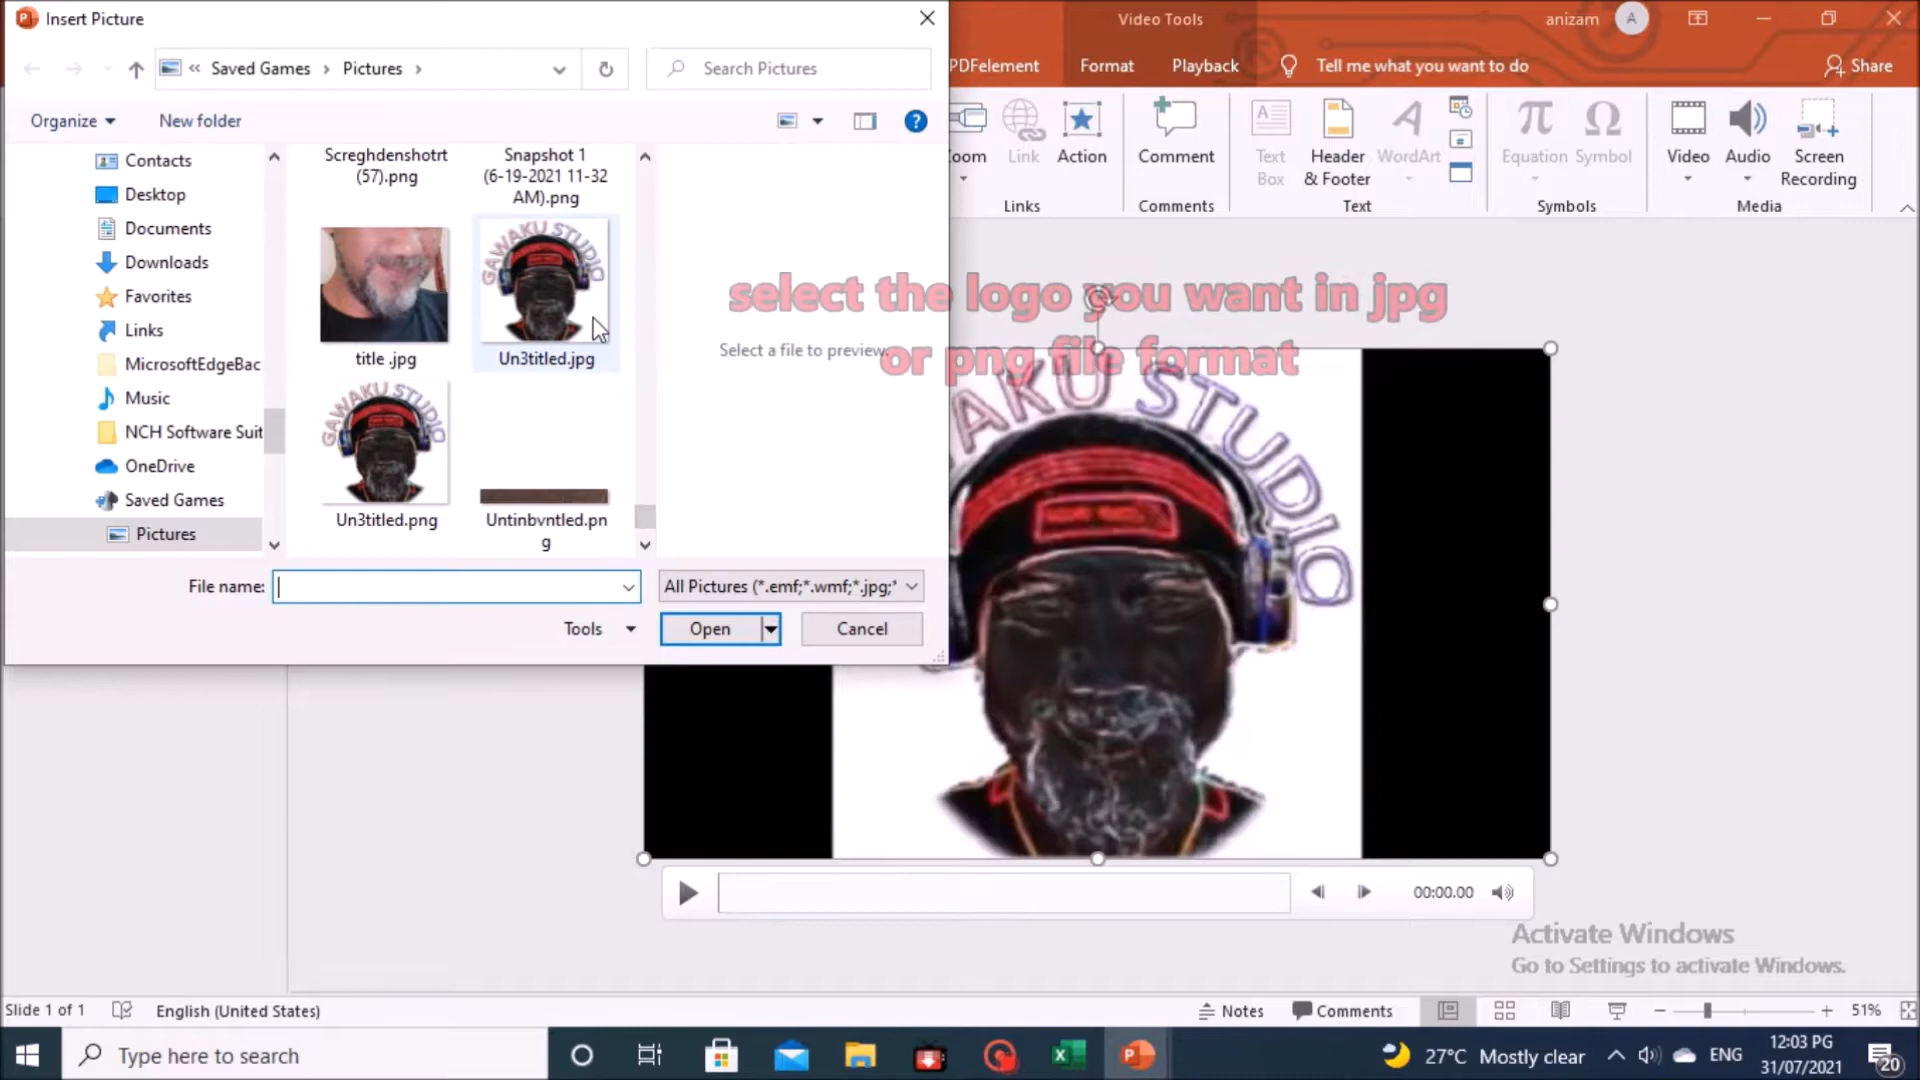 Insert Picture
Video Tools
anizam
A
« Saved Games › Pictures ›
Search Pictures
PDFelement
Format
Playback
Tell me what you want to do
Share
Organize
New folder
?
Contacts
Desktop
Documents
Downloads
Favorites
Links
MicrosoftEdgeBac
Music
NCH Software Suit
OneDrive
Saved Games
Pictures
Screghdenshotrt
(57).png
Snapshot 1
(6-19-2021 11-32
AM).png
GAWAKU STUDIO
title .jpg
Un3titled.jpg
GAWAKU STUDIO
Un3titled.png
Untinbvntled.pn
g
Select a file to preview.
select the logo you want in jpg
or png file format
oom
Link
Action
Comment
Text
Box
Header
& Footer
WordArt
Equation
Symbol
Video
Audio
Screen
Recording
Links
Comments
Text
Symbols
Media
AKU STUDIO
File name:
All Pictures (*.emf;*.wmf;*.jpg;*
Tools
Open
Cancel
00:00.00
Activate Windows
Go to Settings to activate Windows.
Slide 1 of 1
English (United States)
Notes
Comments
51%
Type here to search
27°C Mostly clear
ENG
12:03 PG
31/07/2021
20